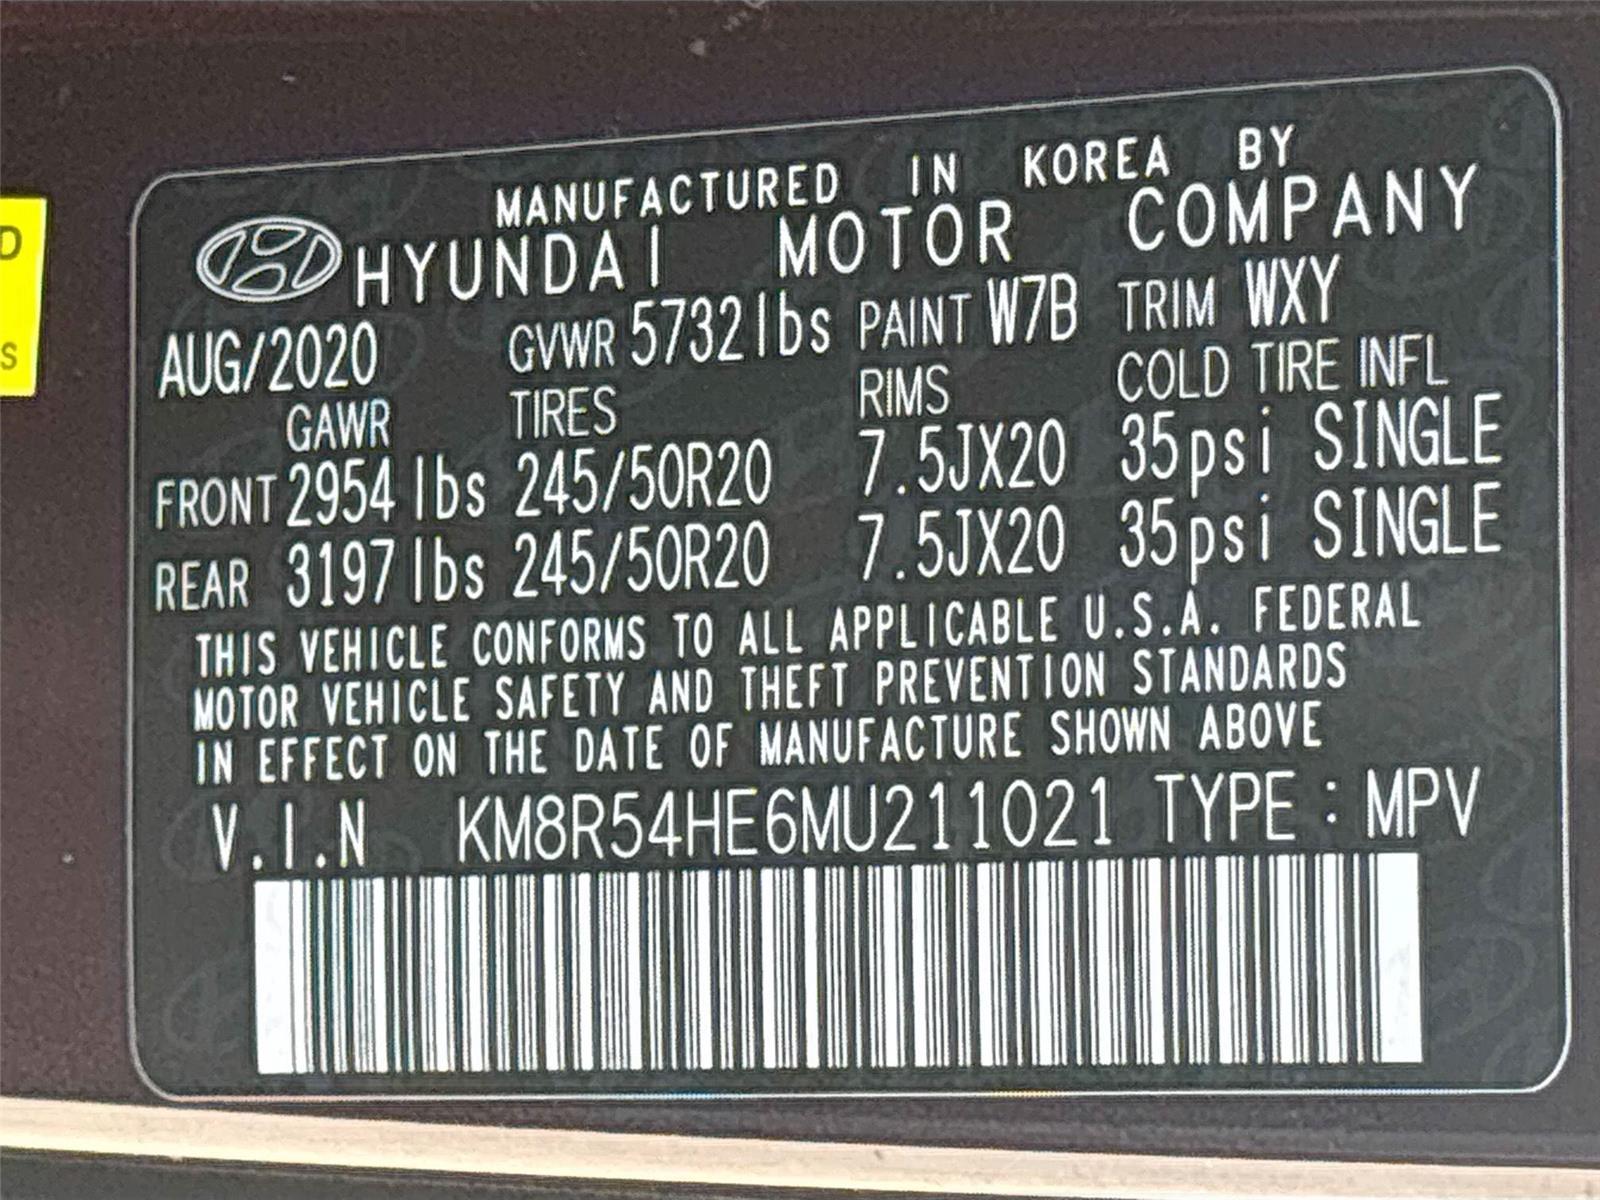 MANUFACTURED IN KOREA BY
HYUNDAI MOTOR COMPANY
AUG/2020 GVWR 5732lbs PAINT W7B TRIM WXY
GAWR TIRES RIMS COLD TIRE INFL
FRONT 2954 lbs 245/50R20 7.5JX20 35psi SINGLE
REAR 3197 lbs 245/50R20 7.5JX20 35psi SINGLE
THIS VEHICLE CONFORMS TO ALL APPLICABLE U.S.A. FEDERAL
MOTOR VEHICLE SAFETY AND THEFT PREVENTION STANDARDS
IN EFFECT ON THE DATE OF MANUFACTURE SHOWN ABOVE
V.I.N KM8R54HE6MU211021 TYPE : MPV
D
S